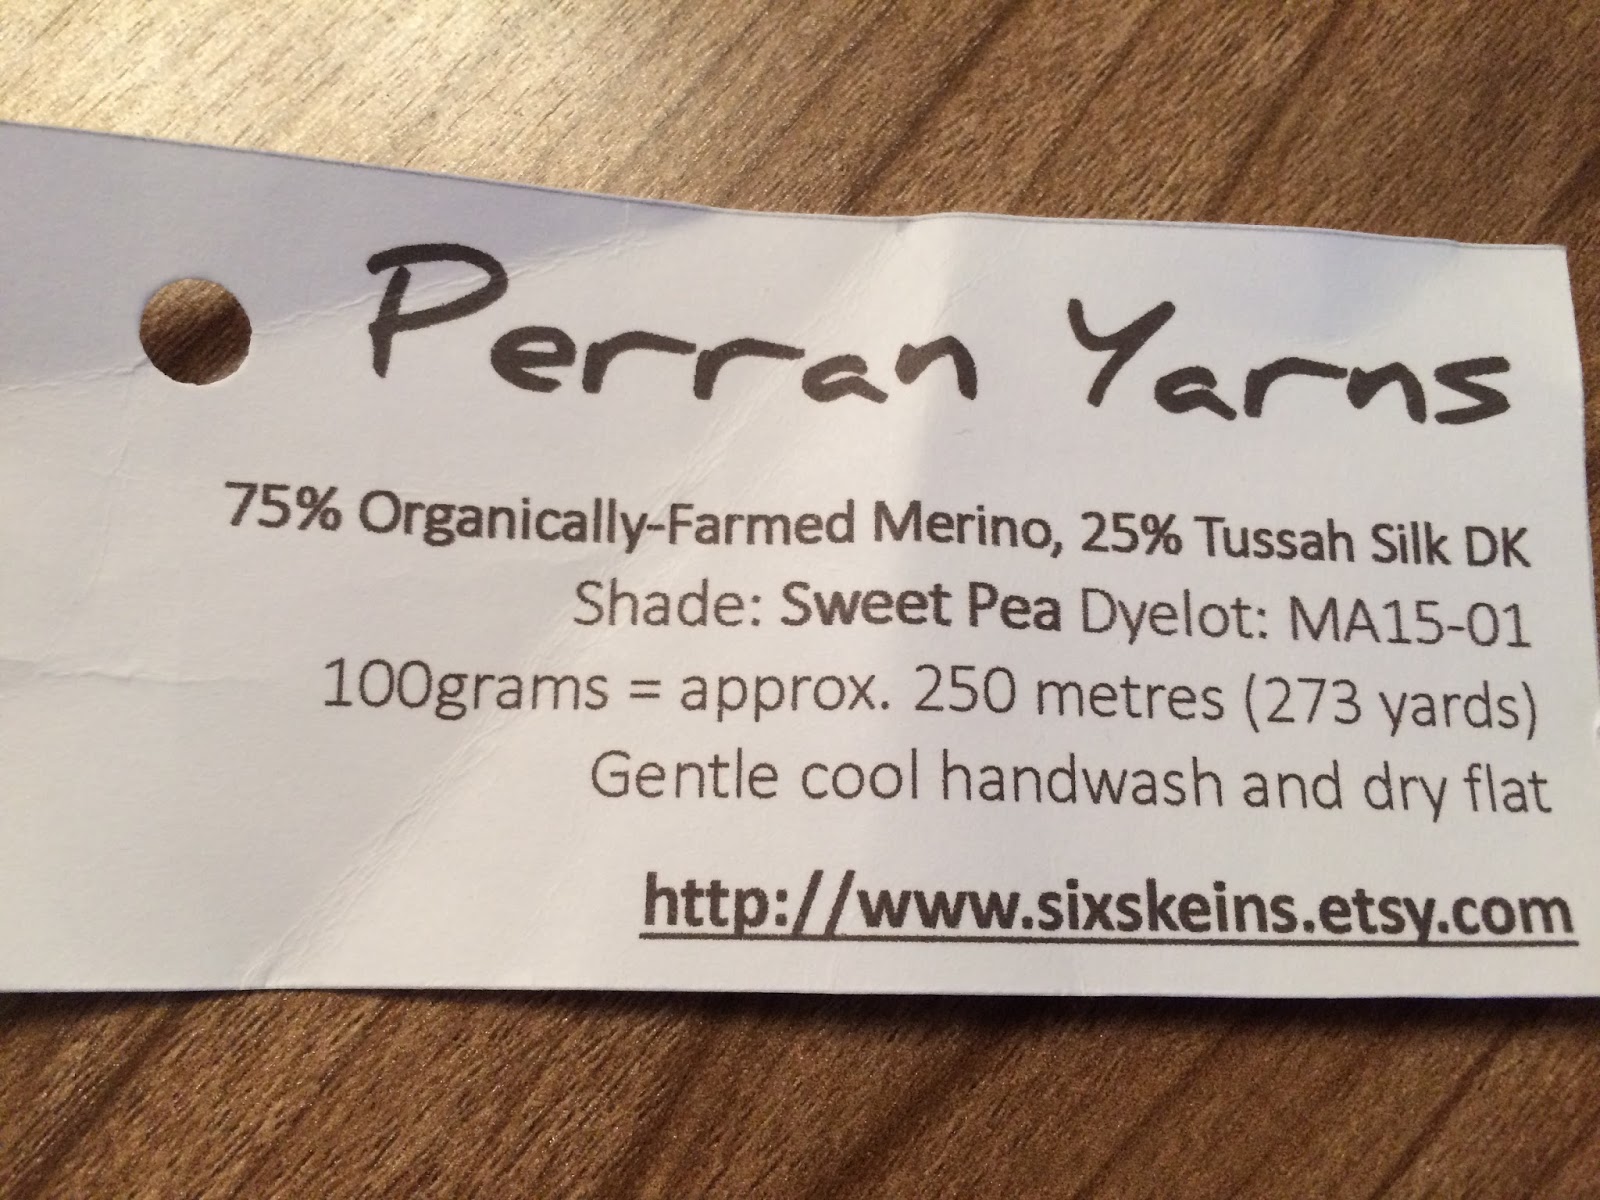 Perran Yarns
75% Organically-Farmed Merino, 25% Tussah Silk DK
Shade: Sweet Pea Dyelot: MA15-01
100grams = approx. 250 metres (273 yards)
Gentle cool handwash and dry flat
http://www.sixskeins.etsy.com